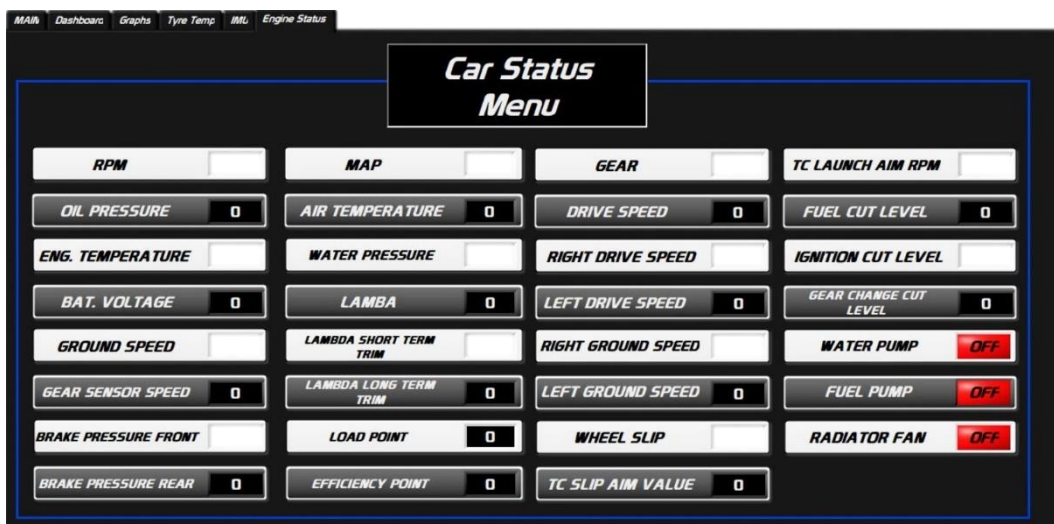 MAIN Dashboard Graphs Tyre Temp IMU Engine Status
Car Status
Menu
RPM MAP GEAR TC LAUNCH AIM RPM
OIL PRESSURE 0 AIR TEMPERATURE 0 DRIVE SPEED 0 FUEL CUT LEVEL 0
ENG. TEMPERATURE WATER PRESSURE RIGHT DRIVE SPEED IGNITION CUT LEVEL
BAT. VOLTAGE 0 LAMBA 0 LEFT DRIVE SPEED 0 GEAR CHANGE CUT
LEVEL 0
GROUND SPEED LAMBDA SHORT TERM
TRIM RIGHT GROUND SPEED WATER PUMP OFF
GEAR SENSOR SPEED 0 LAMBDA LONG TERM
TRIM 0 LEFT GROUND SPEED 0 FUEL PUMP OFF
BRAKE PRESSURE FRONT LOAD POINT 0 WHEEL SLIP RADIATOR FAN OFF
BRAKE PRESSURE REAR 0 EFFICIENCY POINT 0 TC SLIP AIM VALUE 0